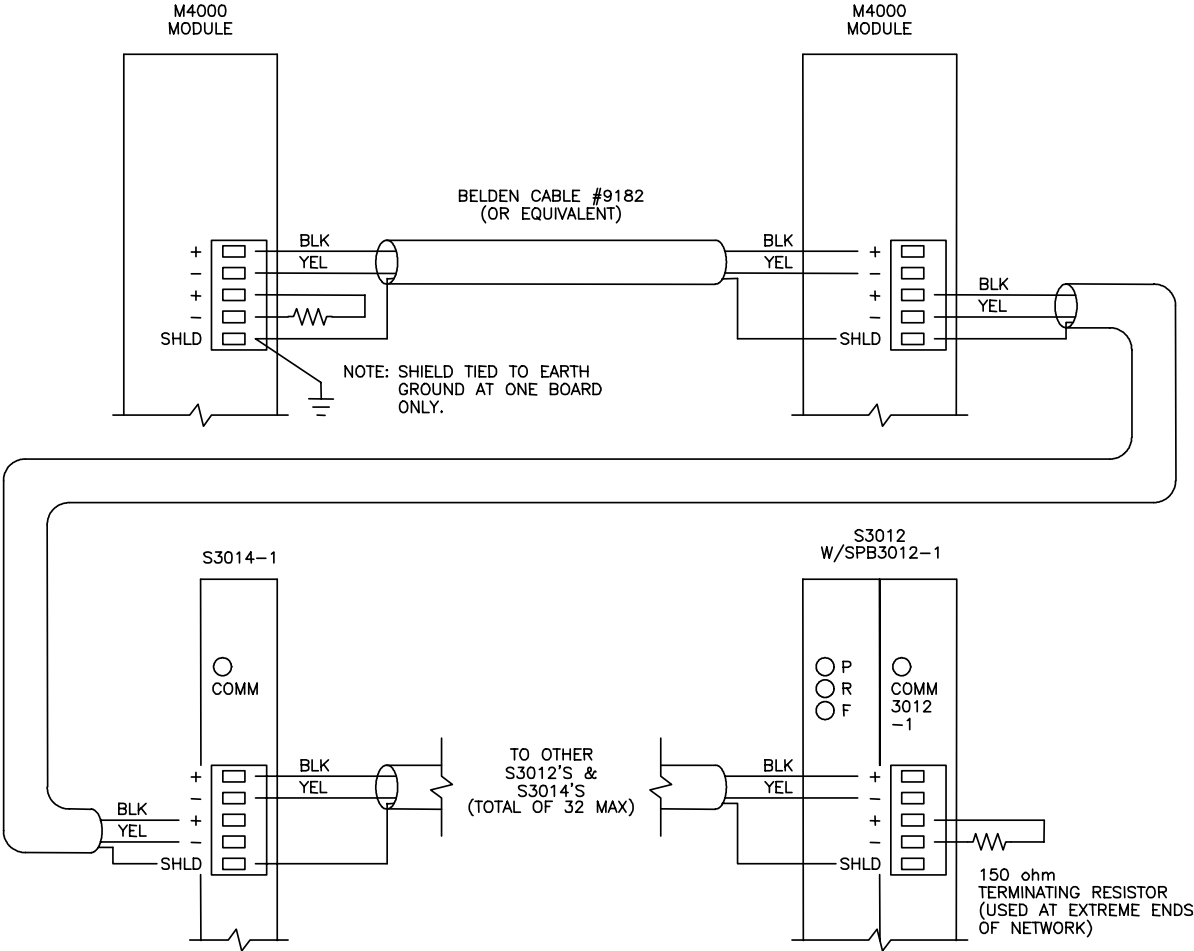 M4000
MODULE
M4000
MODULE
BELDEN CABLE #9182
(OR EQUIVALENT)
+ BLK
− YEL
+
−
SHLD
BLK +
YEL −
+ BLK
− YEL
SHLD
NOTE: SHIELD TIED TO EARTH
GROUND AT ONE BOARD
ONLY.
S3014−1
S3012
W/SPB3012−1
COMM
P
R
F
COMM
3012
−1
+ BLK
− YEL
BLK +
YEL −
SHLD
TO OTHER
S3012'S &
S3014'S
(TOTAL OF 32 MAX)
BLK +
YEL −
+
−
SHLD
150 ohm
TERMINATING RESISTOR
(USED AT EXTREME ENDS
OF NETWORK)